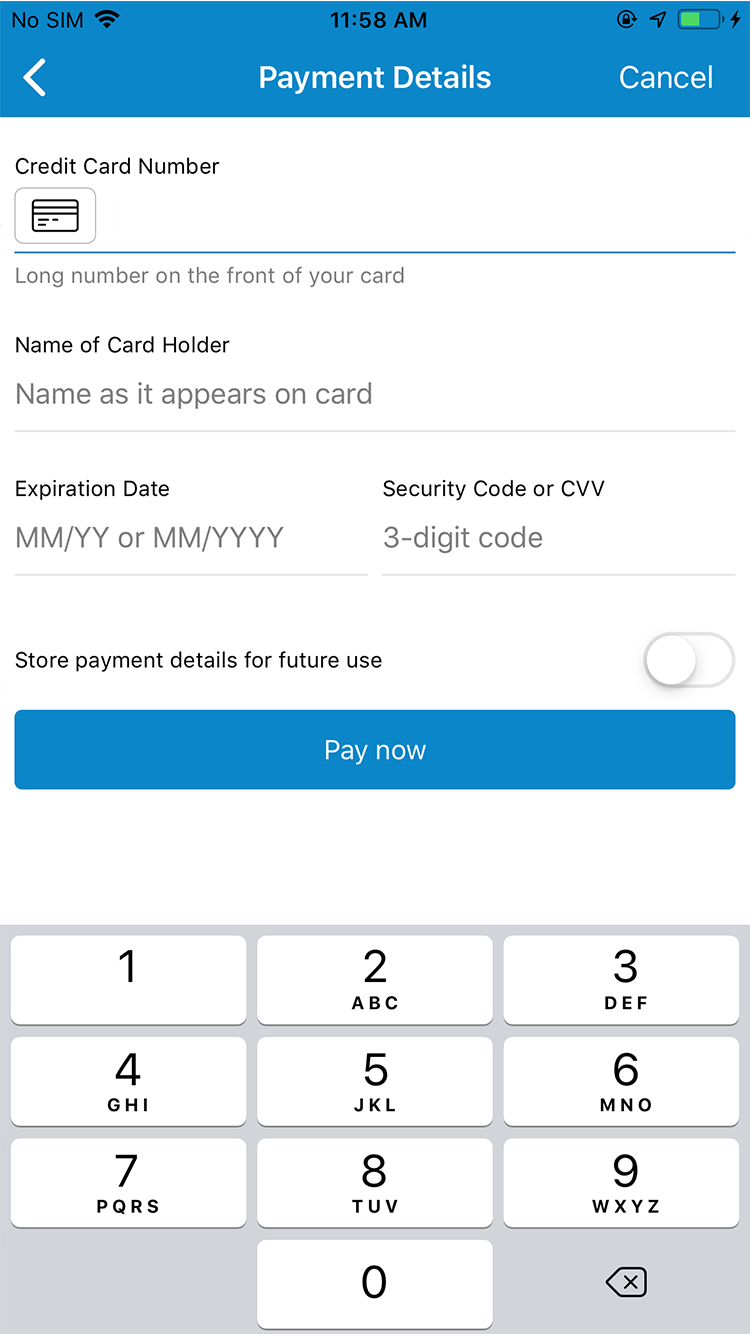 No SIM 11:58 AM
Payment Details Cancel
Credit Card Number
Long number on the front of your card
Name of Card Holder
Name as it appears on card
Expiration Date Security Code or CVV
MM/YY or MM/YYYY 3-digit code
Store payment details for future use
Pay now
1 2 3
ABC DEF
4 5 6
GHI JKL MNO
7 8 9
PQRS TUV WXYZ
0